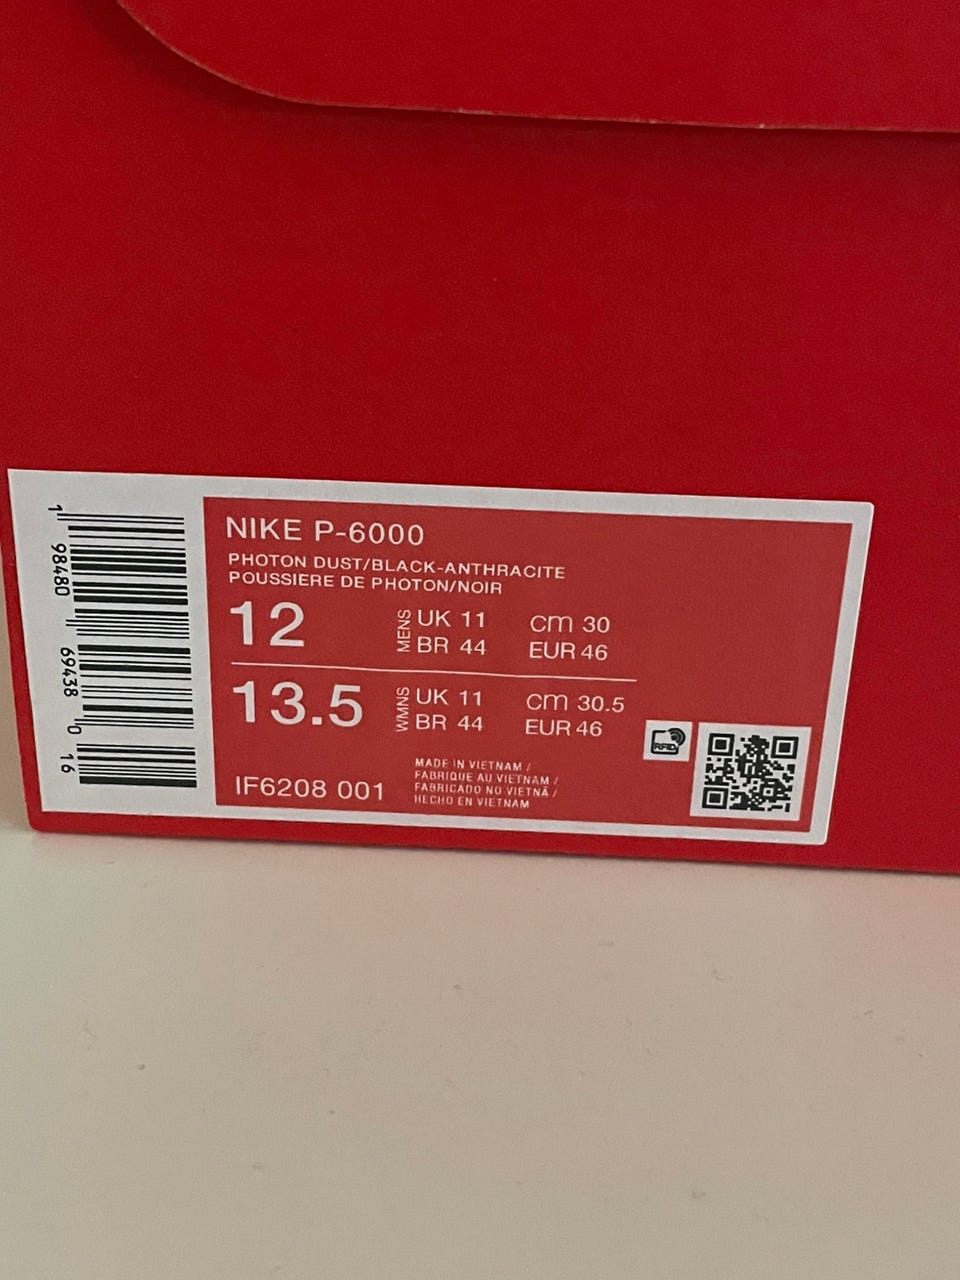 NIKE P-6000
PHOTON DUST/BLACK-ANTHRACITE
POUSSIERE DE PHOTON/NOIR
12 MENS UK 11 cm 30
BR 44 EUR 46
13.5 WMNS UK 11 cm 30.5
BR 44 EUR 46
IF6208 001
MADE IN VIETNAM /
FABRIQUE AU VIETNAM /
FABRICADO NO VIETNÃ /
HECHO EN VIETNAM
RFID
1 98480 69438 0 16